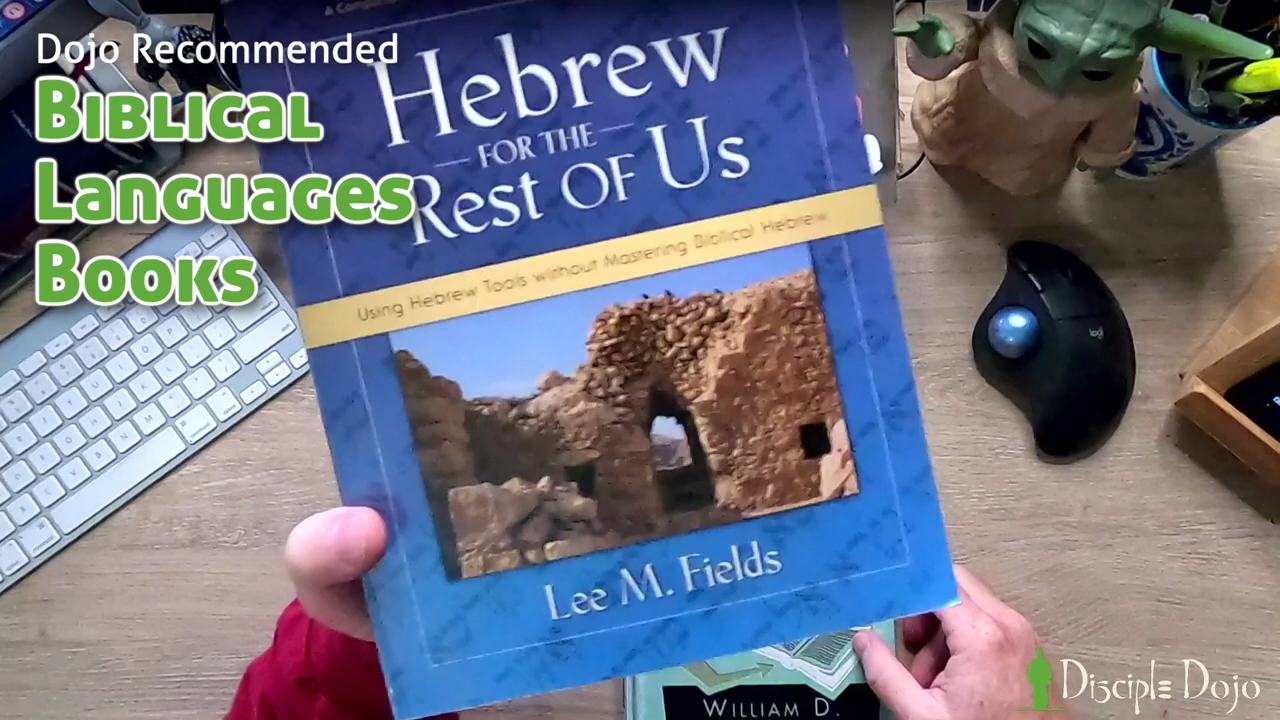 Dojo Recommended
Biblical
Languages
Books
Hebrew
FOR THE
Rest OF Us
Using Hebrew Tools without Mastering Biblical Hebrew
Lee M. Fields
WILLIAM D.
Disciple Dojo